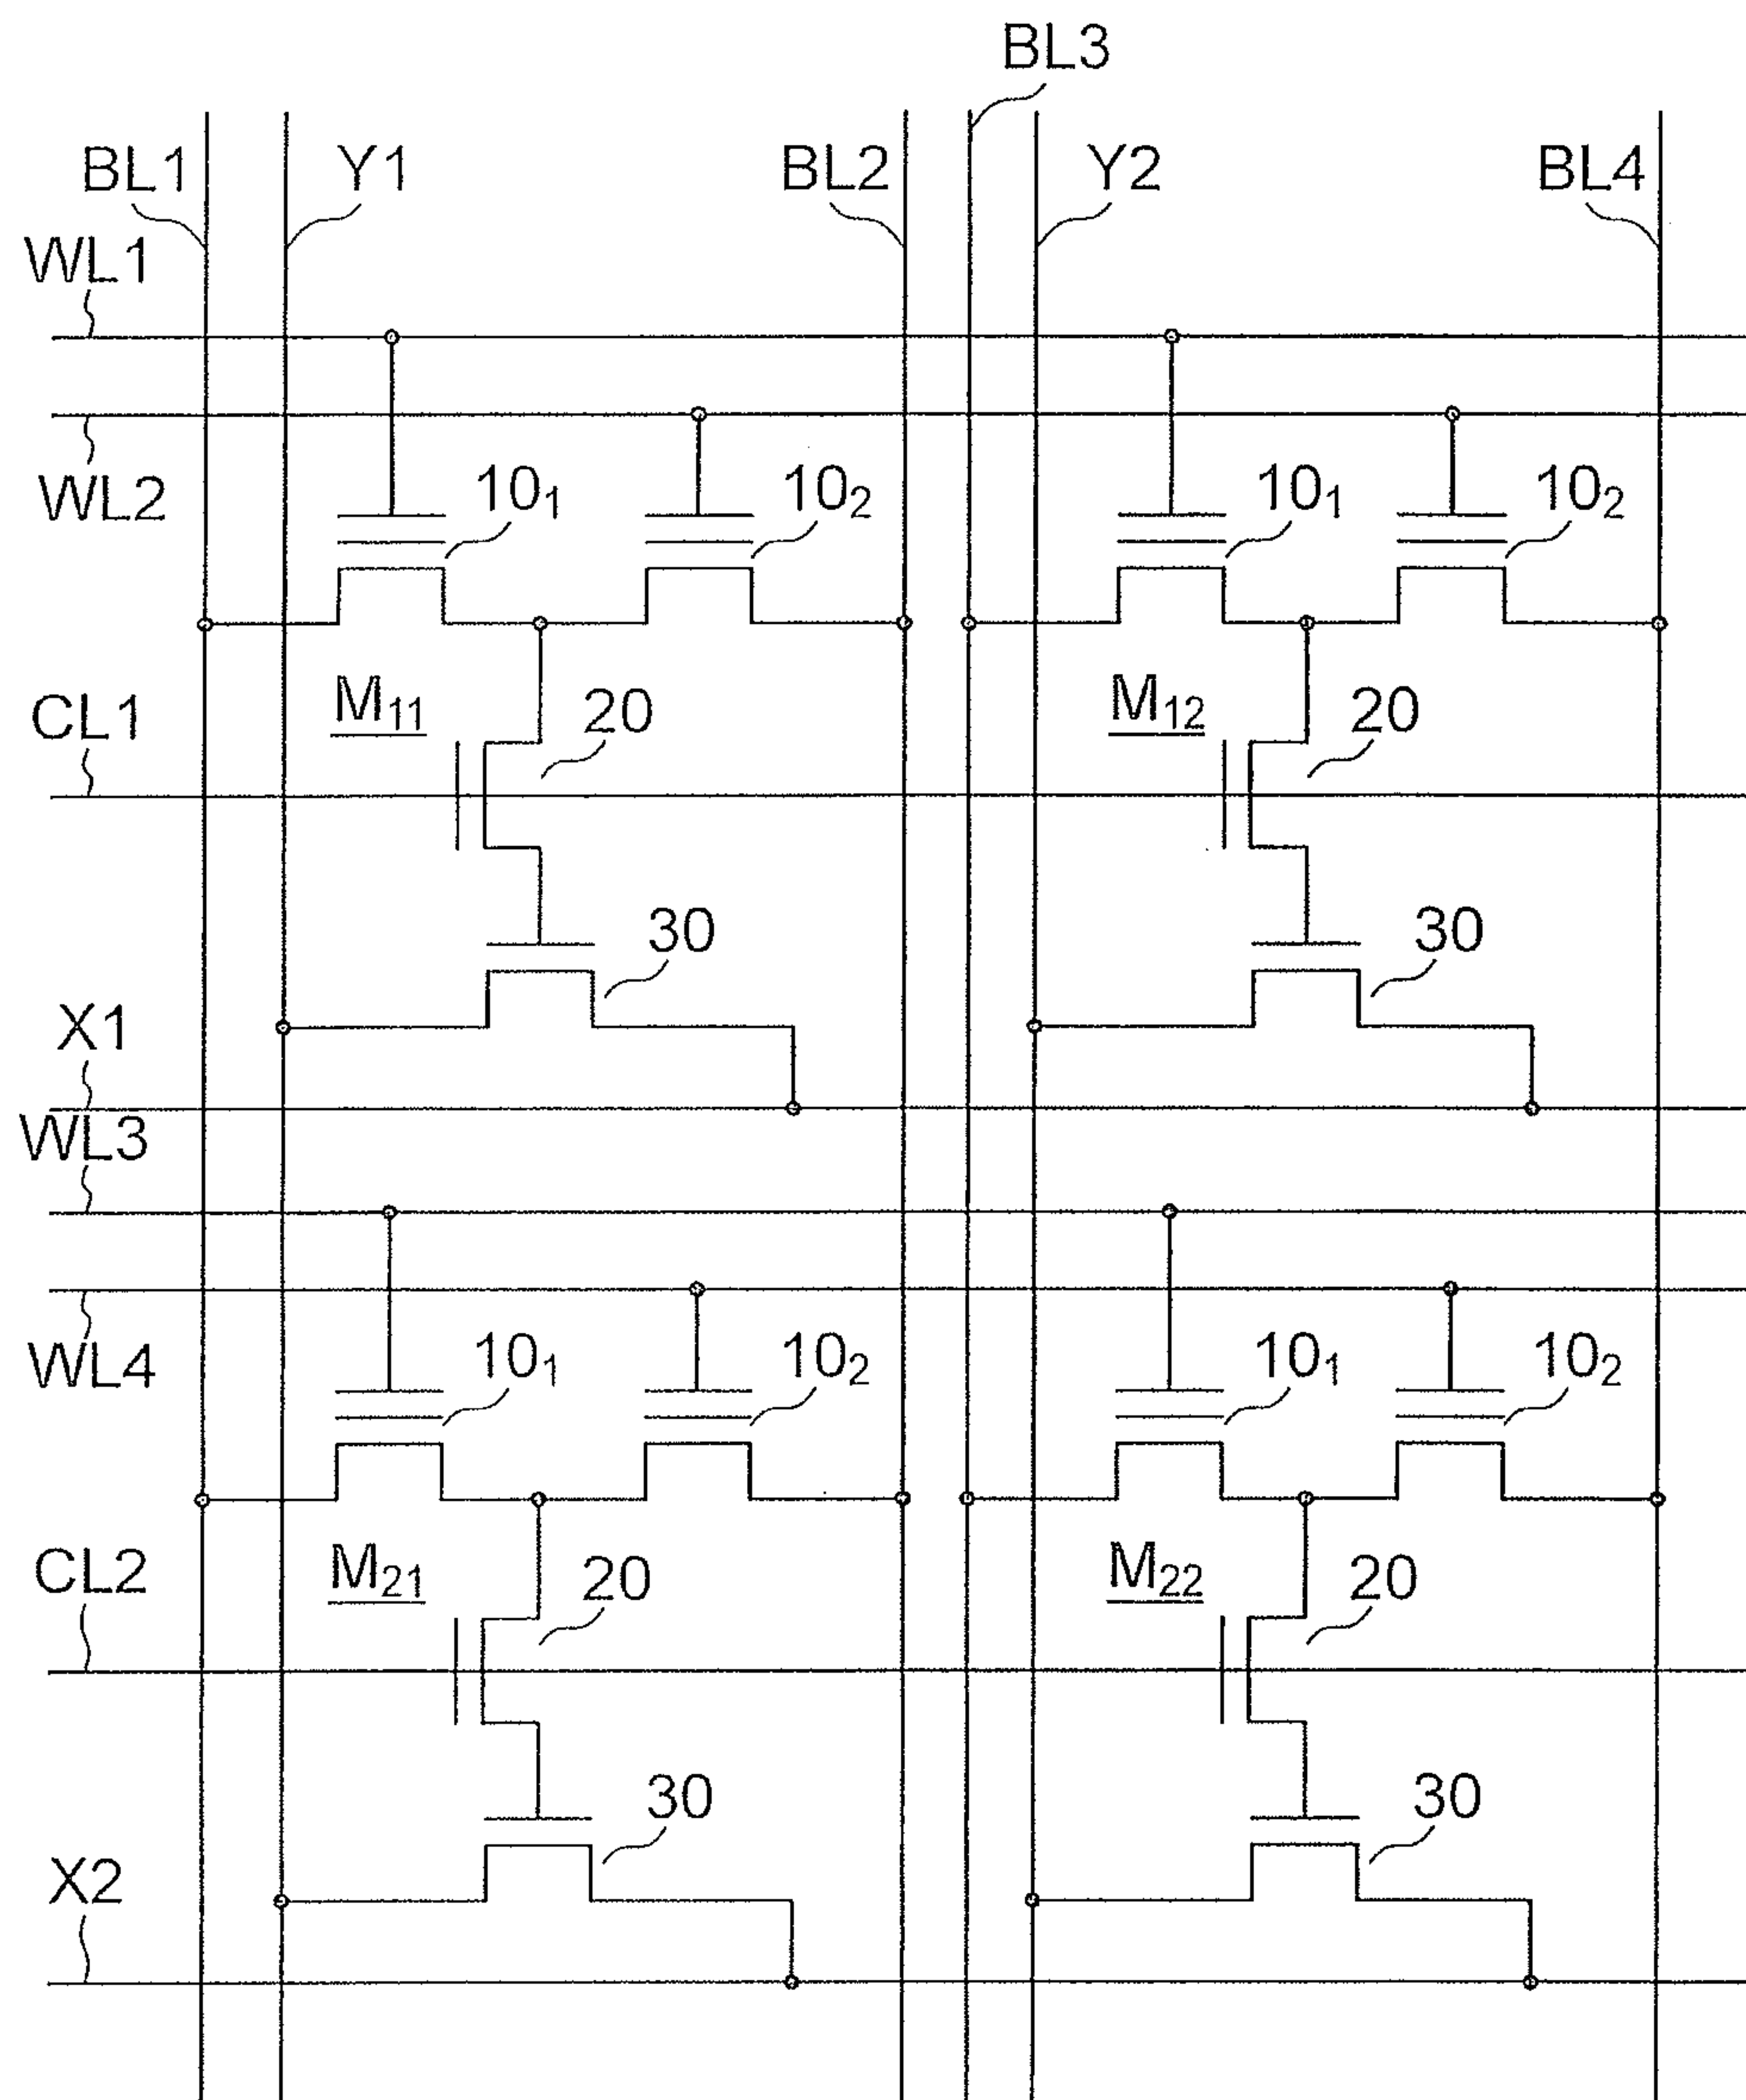 BL3
BL1 Y1 BL2 Y2 BL4
WL1
WL2 10₁ 10₂ 10₁ 10₂
CL1 M₁₁ 20 M₁₂ 20
30 30
X1
WL3
WL4 10₁ 10₂ 10₁ 10₂
CL2 M₂₁ 20 M₂₂ 20
30 30
X2